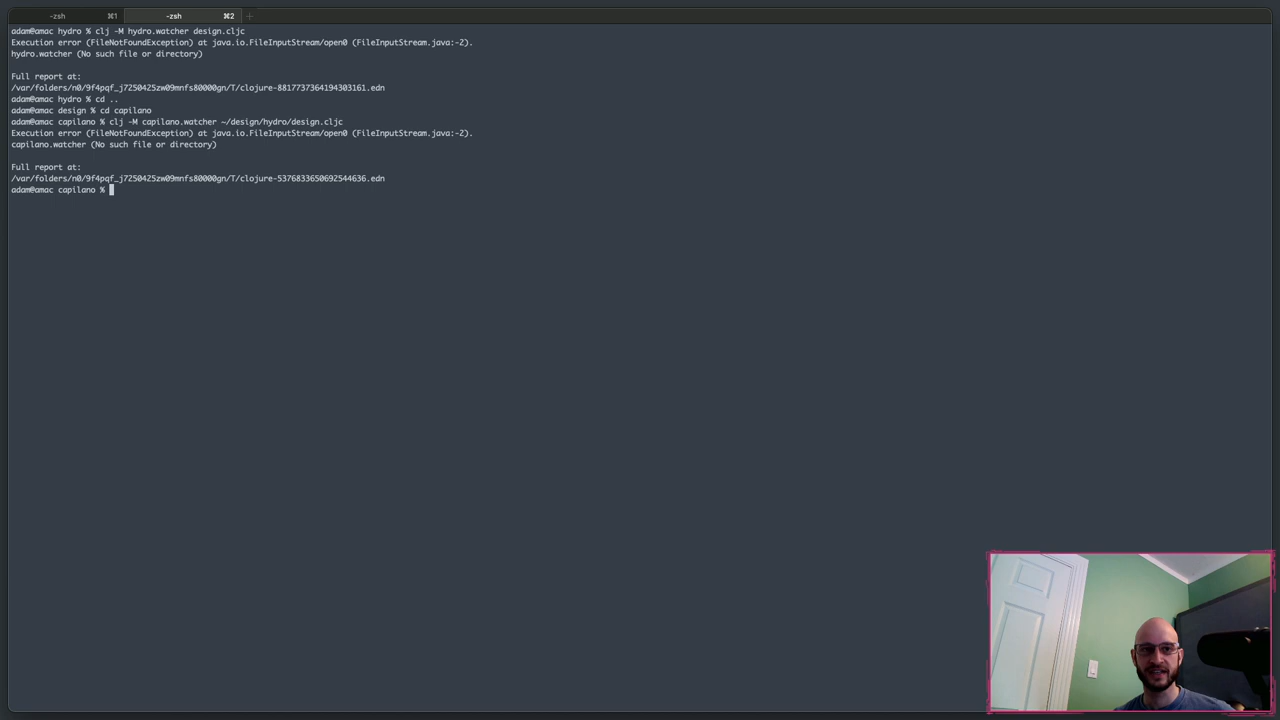 -zsh ⌘1 -zsh ⌘2 +
adam@amac hydro % clj -M hydro.watcher design.cljc
Execution error (FileNotFoundException) at java.io.FileInputStream/open0 (FileInputStream.java:-2).
hydro.watcher (No such file or directory)
Full report at:
/var/folders/n0/9f4pqf_j7250425zw09mnfs80000gn/T/clojure-8817737364194303161.edn
adam@amac hydro % cd ..
adam@amac design % cd capilano
adam@amac capilano % clj -M capilano.watcher ~/design/hydro/design.cljc
Execution error (FileNotFoundException) at java.io.FileInputStream/open0 (FileInputStream.java:-2).
capilano.watcher (No such file or directory)
Full report at:
/var/folders/n0/9f4pqf_j7250425zw09mnfs80000gn/T/clojure-5376833650692544636.edn
adam@amac capilano %